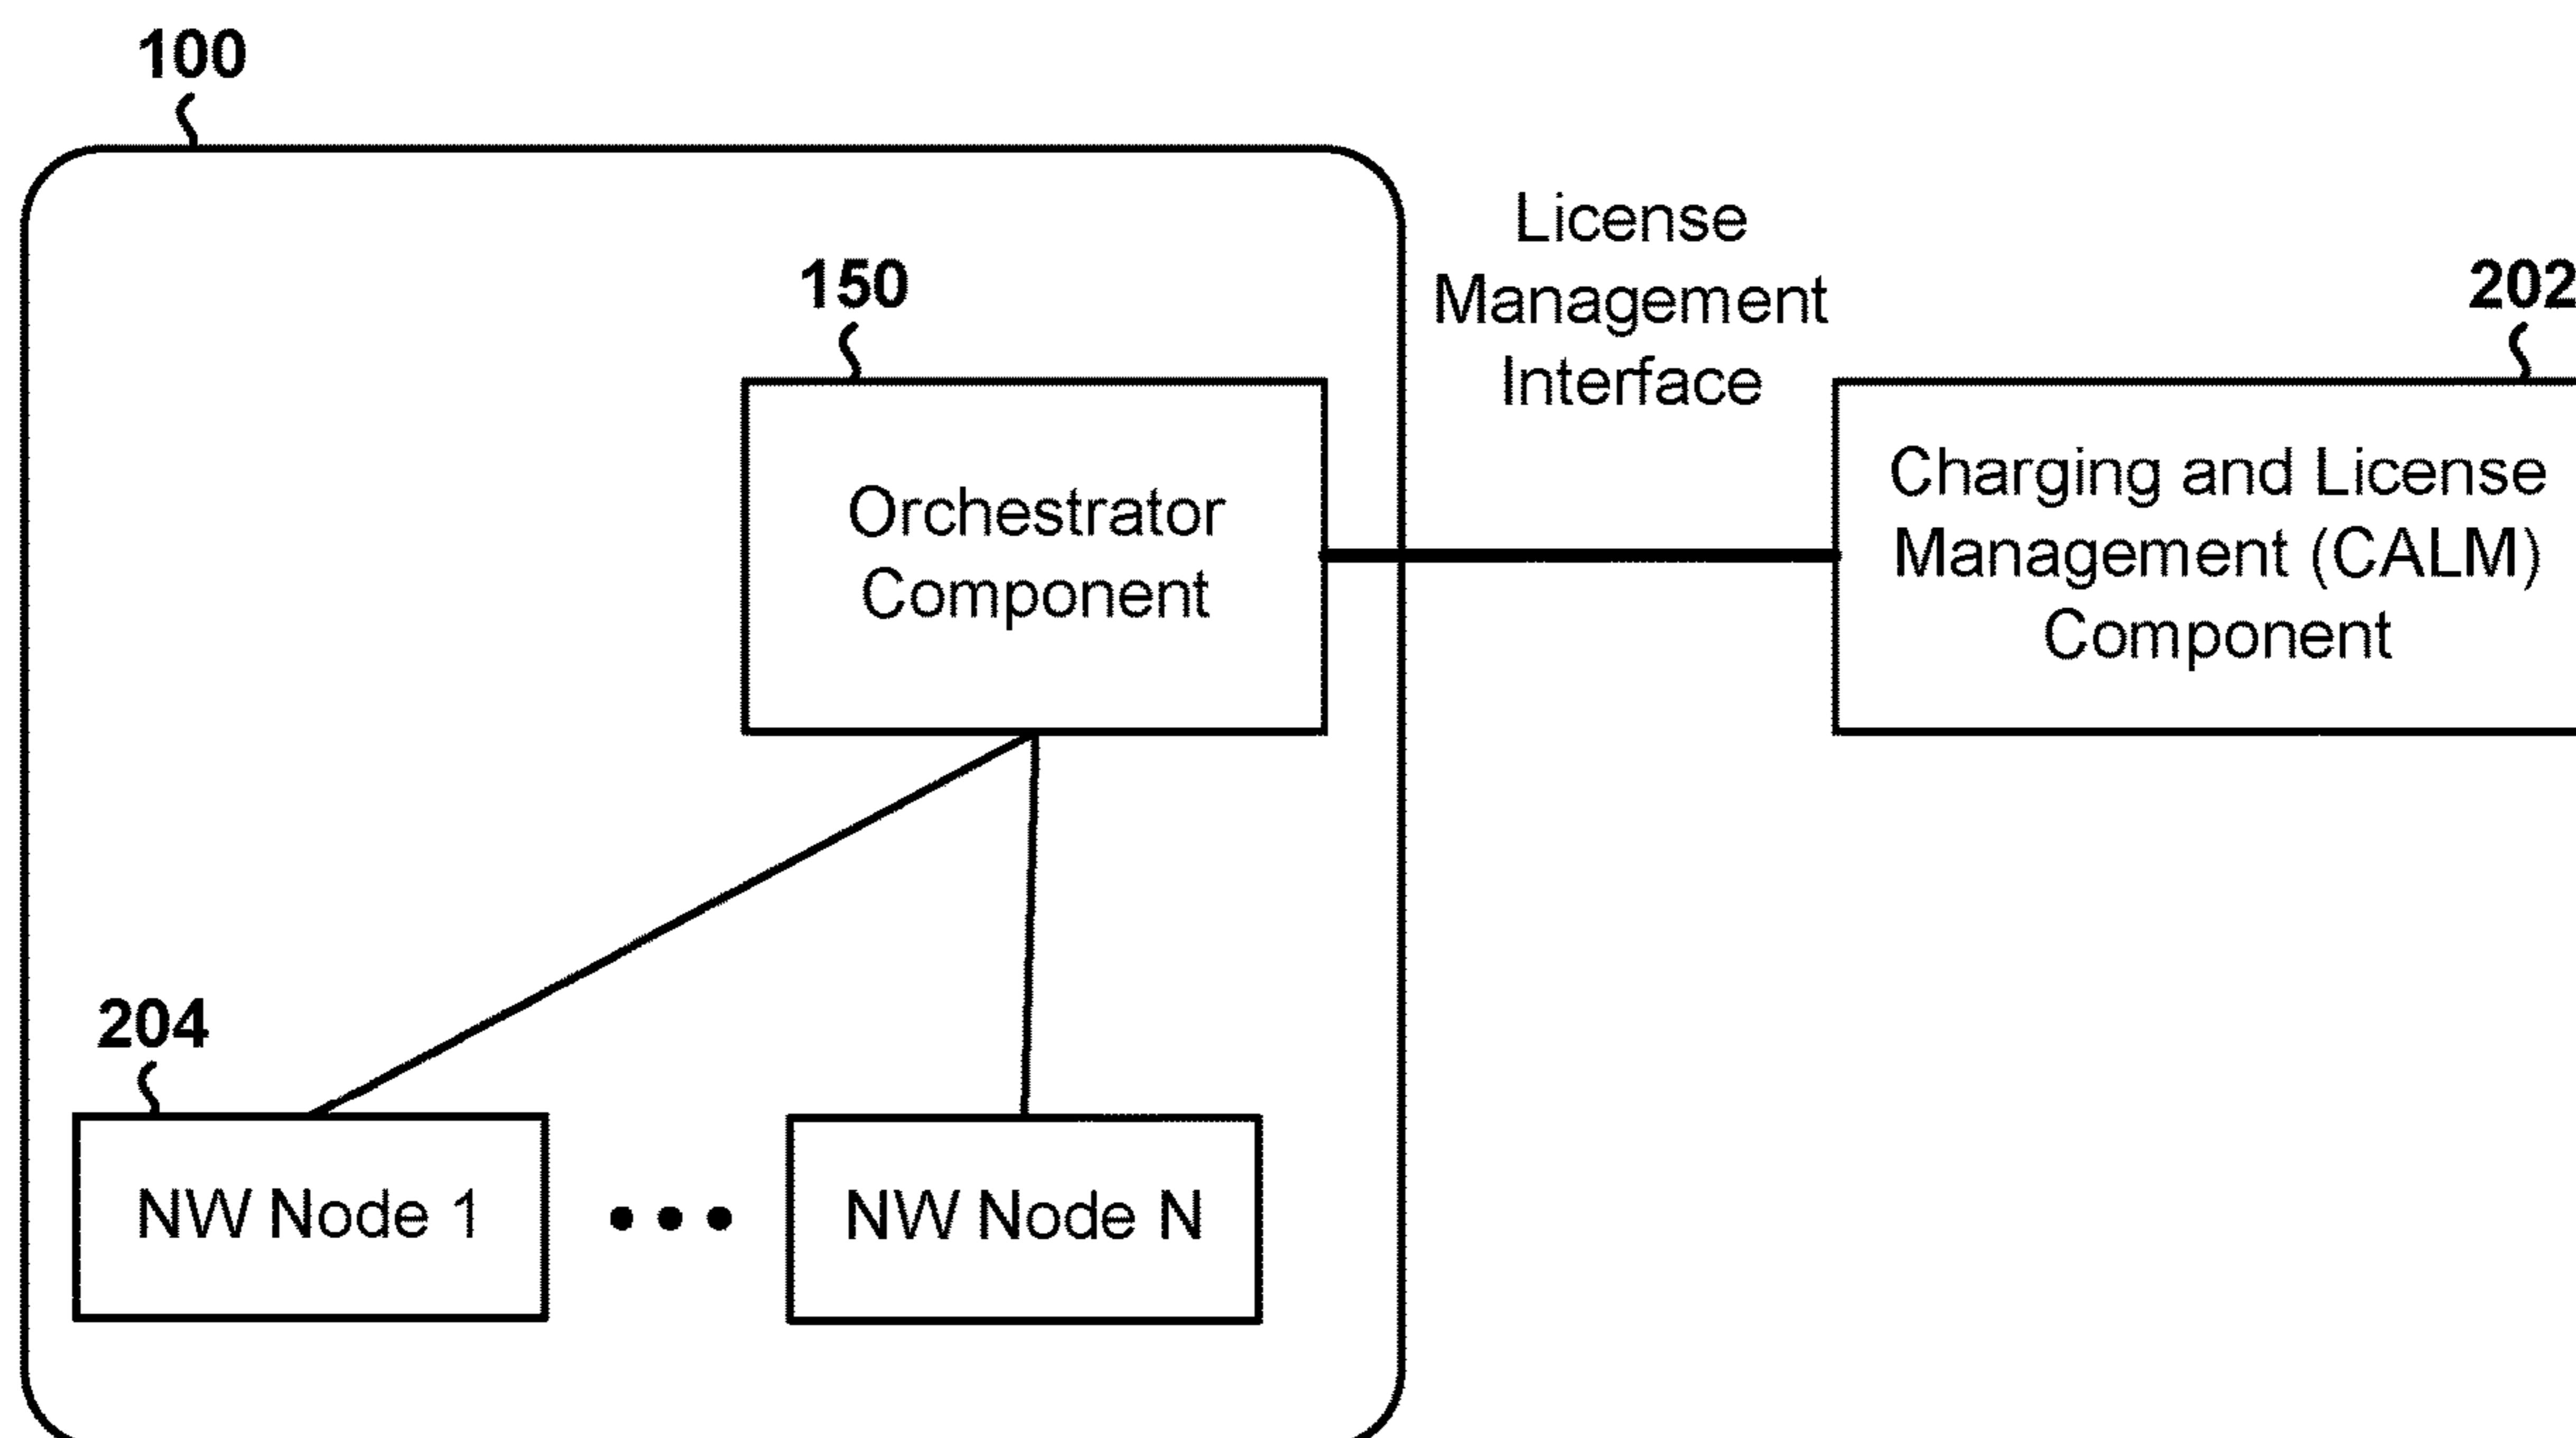 100
License
Management
Interface
150
202
Orchestrator
Component
Charging and License
Management (CALM)
Component
204
NW Node 1
NW Node N